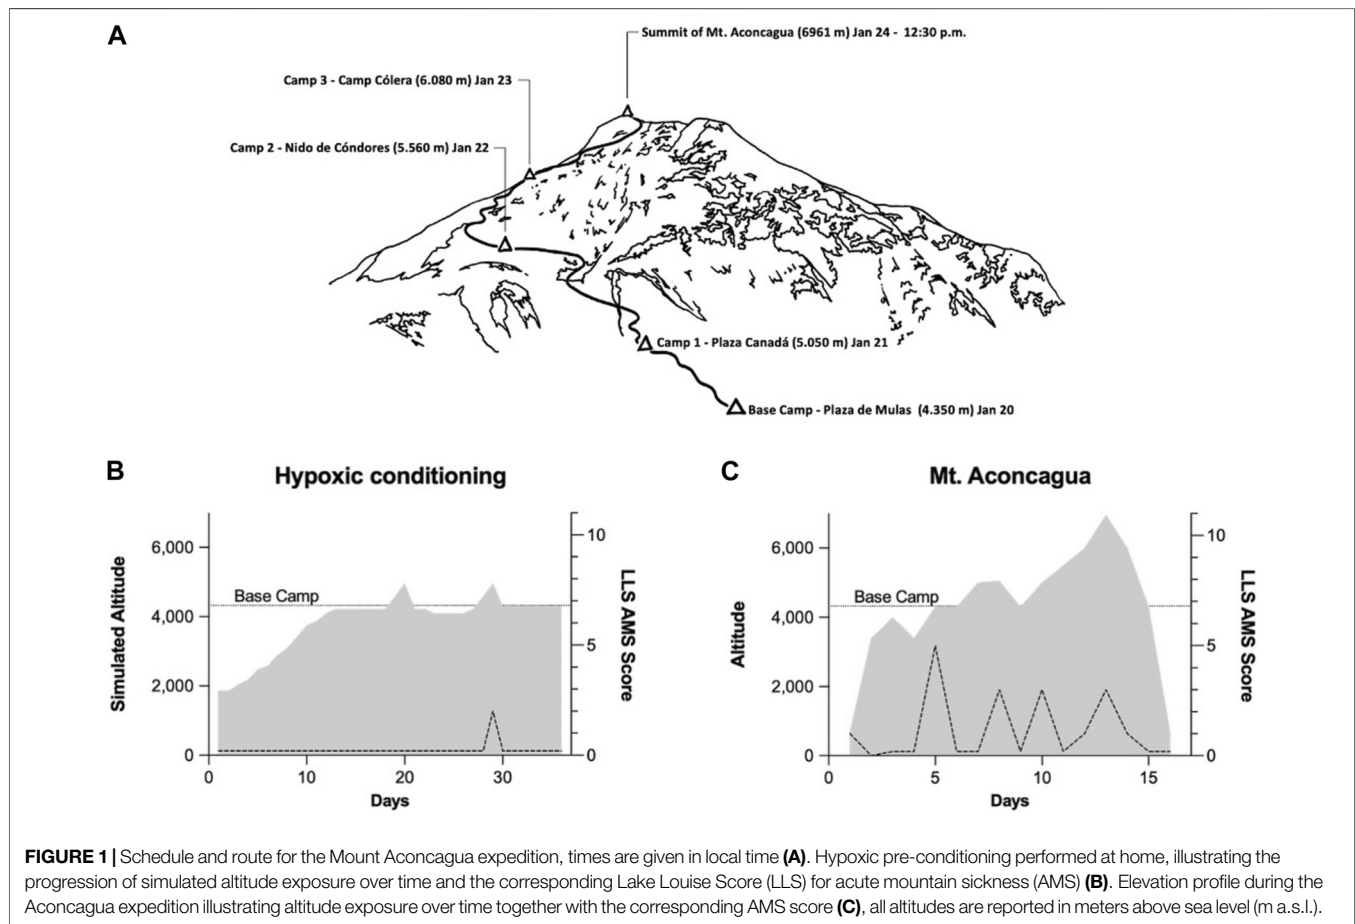 A
Summit of Mt. Aconcagua (6961 m) Jan 24 - 12:30 p.m.
Camp 3 - Camp Cólera (6.080 m) Jan 23
Camp 2 - Nido de Cóndores (5.560 m) Jan 22
Camp 1 - Plaza Canadá (5.050 m) Jan 21
Base Camp - Plaza de Mulas (4.350 m) Jan 20
B
Hypoxic conditioning
Simulated Altitude
6,000
4,000
2,000
0
Base Camp
10
5
0
LLS AMS Score
0
10
20
30
Days
C
Mt. Aconcagua
Altitude
6,000
4,000
2,000
0
Base Camp
10
5
0
LLS AMS Score
0
5
10
15
Days
FIGURE 1 | Schedule and route for the Mount Aconcagua expedition, times are given in local time (A). Hypoxic pre-conditioning performed at home, illustrating the
progression of simulated altitude exposure over time and the corresponding Lake Louise Score (LLS) for acute mountain sickness (AMS) (B). Elevation profile during the
Aconcagua expedition illustrating altitude exposure over time together with the corresponding AMS score (C), all altitudes are reported in meters above sea level (m a.s.l.).